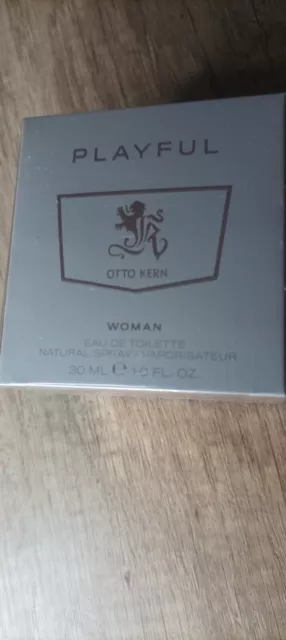 PLAYFUL
OTTO KERN
WOMAN
EAU DE TOILETTE
NATURAL SPRAY / VAPORISATEUR
30 ML ℮ 1.0 FL. OZ.